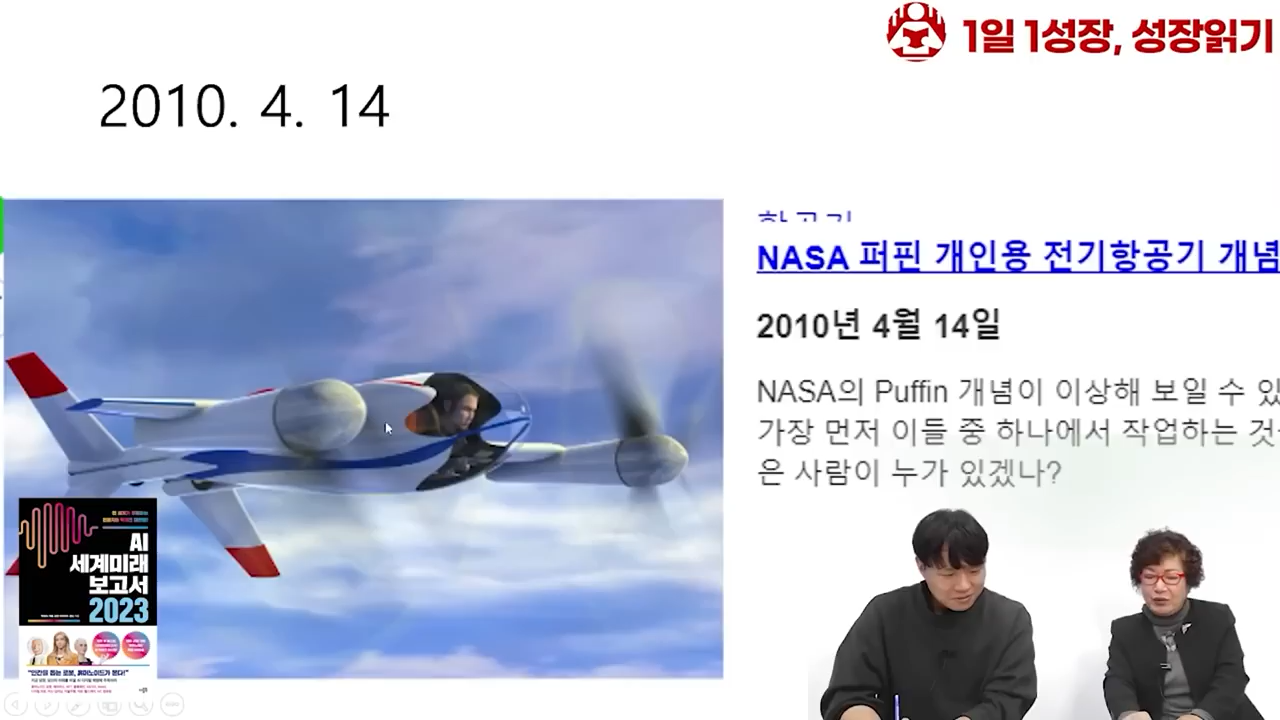 1일 1성장, 성장읽기
2010. 4. 14
NASA 퍼핀 개인용 전기항공기 개념
2010년 4월 14일
NASA의 Puffin 개념이 이상해 보일 수 있
가장 먼저 이들 중 하나에서 작업하는 것
은 사람이 누가 있겠나?
AI
세계미래
보고서
2023